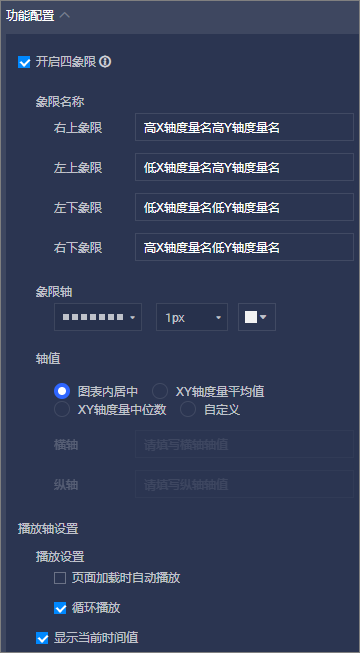 功能配置
开启四象限
象限名称
右上象限 高X轴度量名高Y轴度量名
左上象限 低X轴度量名高Y轴度量名
左下象限 低X轴度量名低Y轴度量名
右下象限 高X轴度量名低Y轴度量名
象限轴
1px
轴值
图表内居中 XY轴度量平均值
XY轴度量中位数 自定义
横轴 请填写横轴轴值
纵轴 请填写纵轴轴值
播放轴设置
播放设置
页面加载时自动播放
循环播放
显示当前时间值